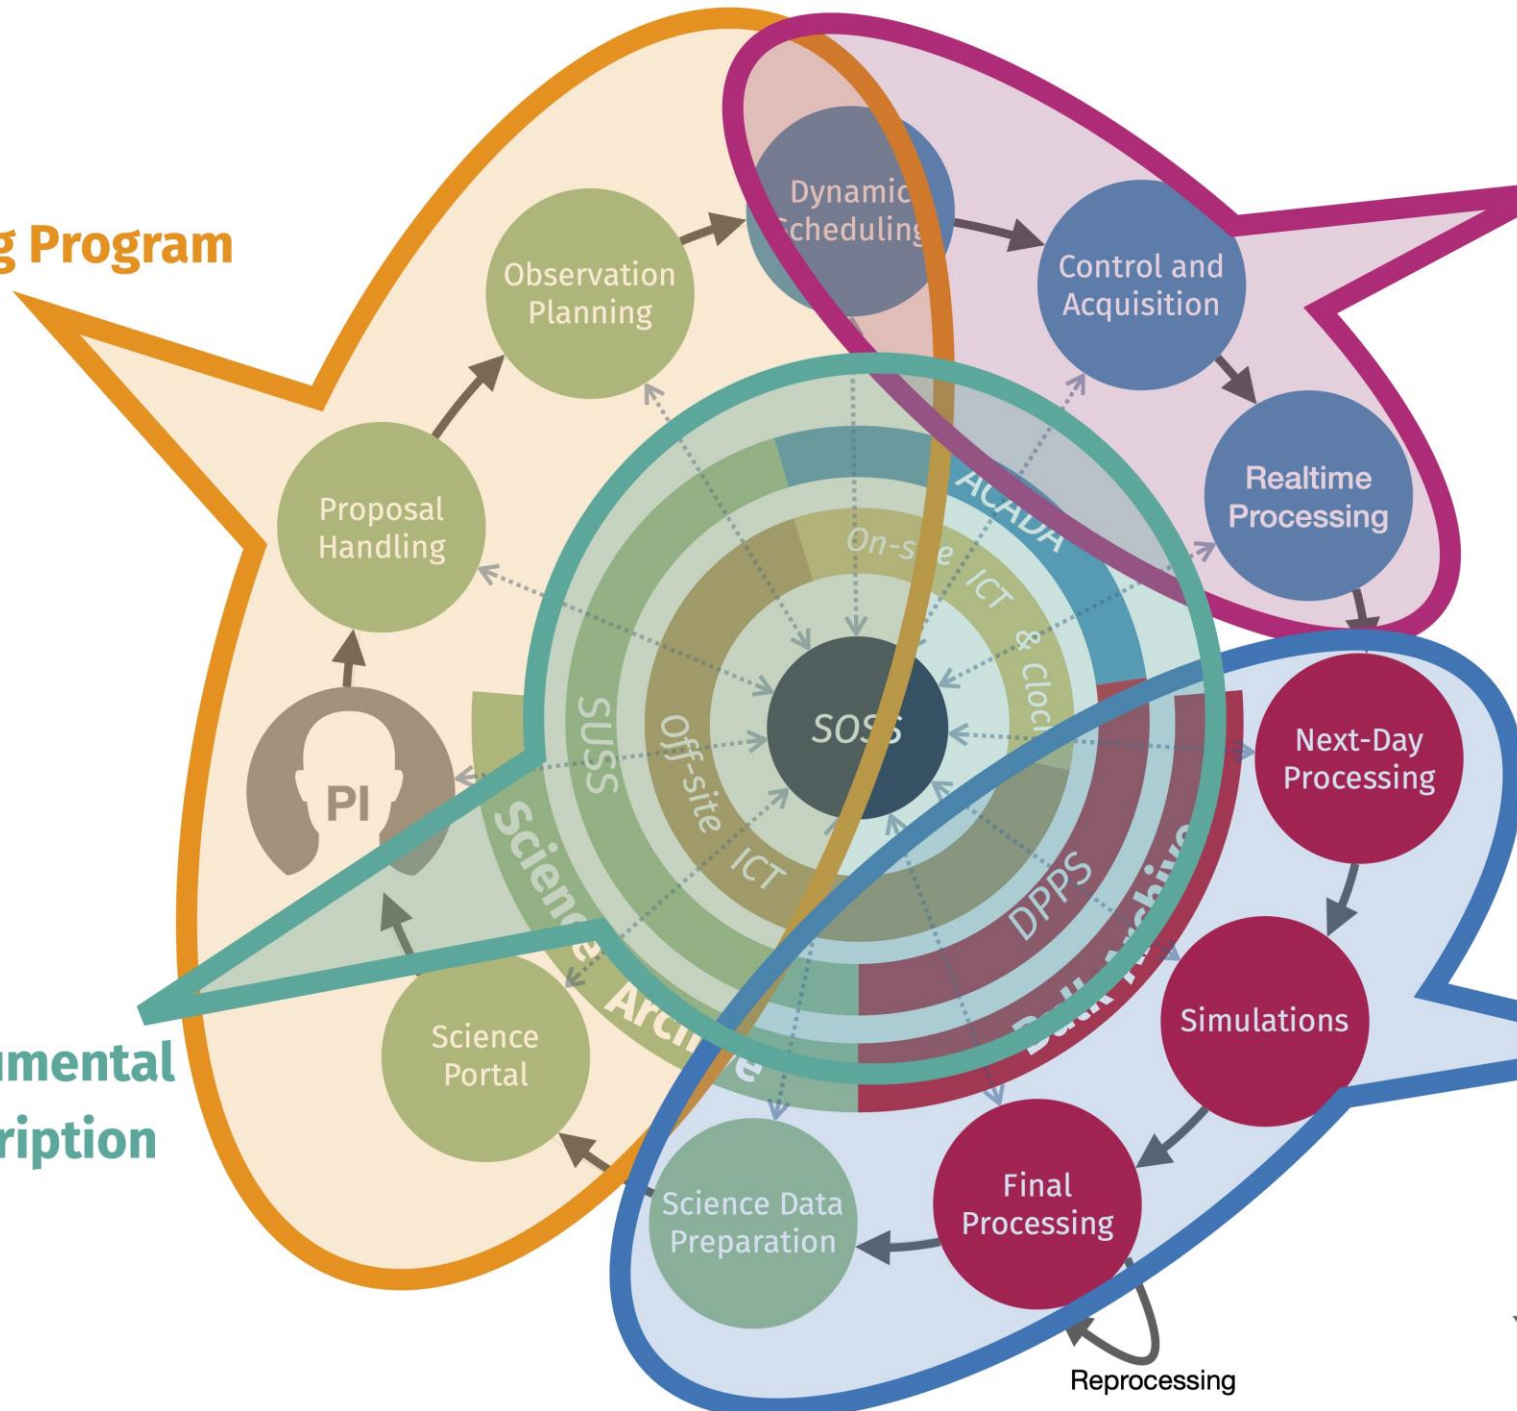 g Program
Dynamic
Scheduling
Observation
Planning
Control and
Acquisition
Realtime
Processing
Proposal
Handling
ACADA
On-site ICT & Clock
SUSS
Off-site ICT
SOSS
PI
Next-Day
Processing
Science Archive
DPPS
Bulk Archive
Simulations
Science
Portal
umental
ription
Final
Processing
Science Data
Preparation
Reprocessing